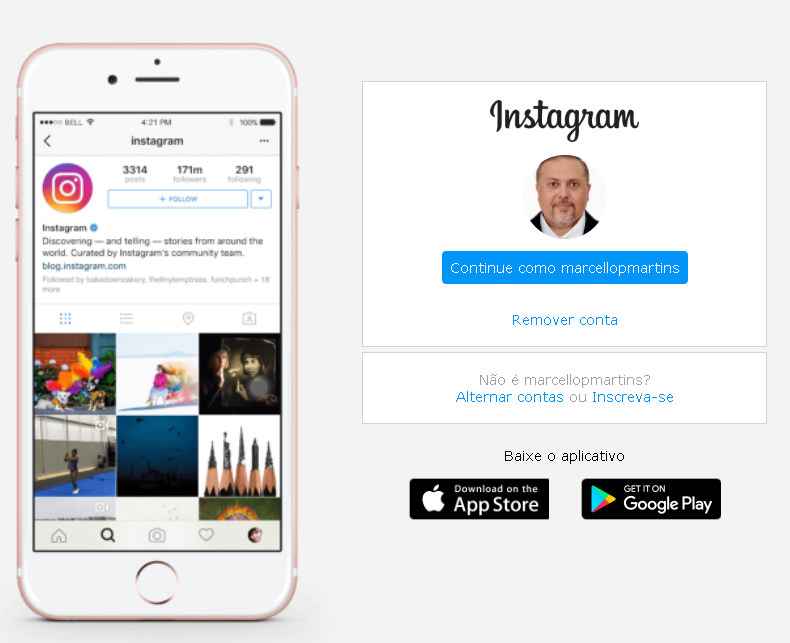 ●●●○○ BELL
4:21 PM
100%
instagram
3314
171m
291
posts
followers
following
+ FOLLOW
Instagram
Discovering — and telling — stories from around the
world. Curated by Instagram's community team.
blog.instagram.com
Followed by bakedowncakery, thetinytemptress, funchpunch + 18
more
Instagram
Continue como marcellopmartins
Remover conta
Não é marcellopmartins?
Alternar contas ou Inscreva-se
Baixe o aplicativo
Download on the
App Store
GET IT ON
Google Play